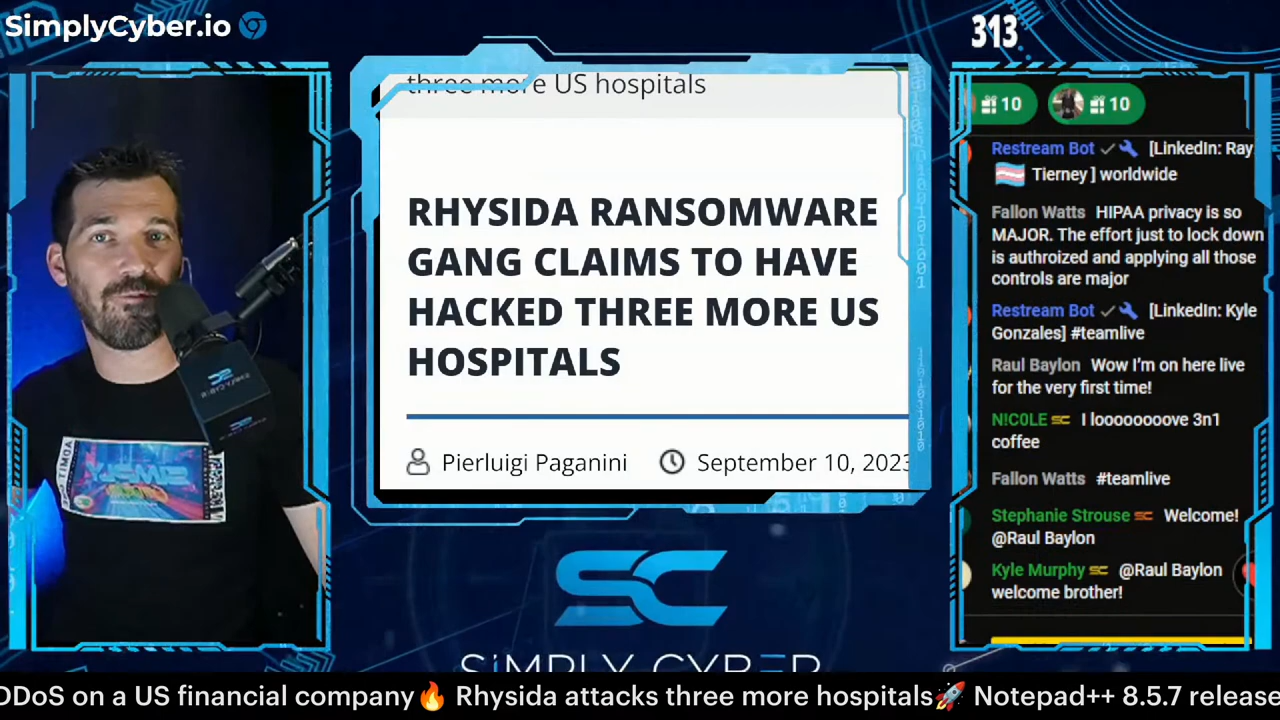 SimplyCyber.io
313
three more US hospitals
RHYSIDA RANSOMWARE
GANG CLAIMS TO HAVE
HACKED THREE MORE US
HOSPITALS
Pierluigi Paganini
September 10, 2023
10
10
Restream Bot [LinkedIn: Ray
Tierney ] worldwide
Fallon Watts HIPAA privacy is so
MAJOR. The effort just to lock down
is authroized and applying all those
controls are major
Restream Bot [LinkedIn: Kyle
Gonzales] #teamlive
Raul Baylon Wow I'm on here live
for the very first time!
N!C0LE SC I looooooove 3n1
coffee
Fallon Watts #teamlive
Stephanie Strouse SC Welcome!
@Raul Baylon
Kyle Murphy SC @Raul Baylon
welcome brother!
SC
SIMPLY CYBER
DDoS on a US financial company🔥 Rhysida attacks three more hospitals🚀 Notepad++ 8.5.7 release